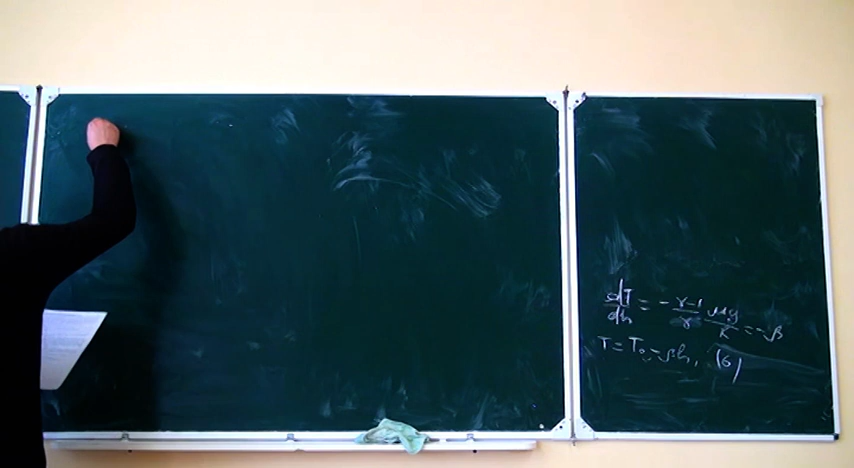 dT/dh = - γ-1/γ μg/K = -β
T = T₀ - βh, (6)